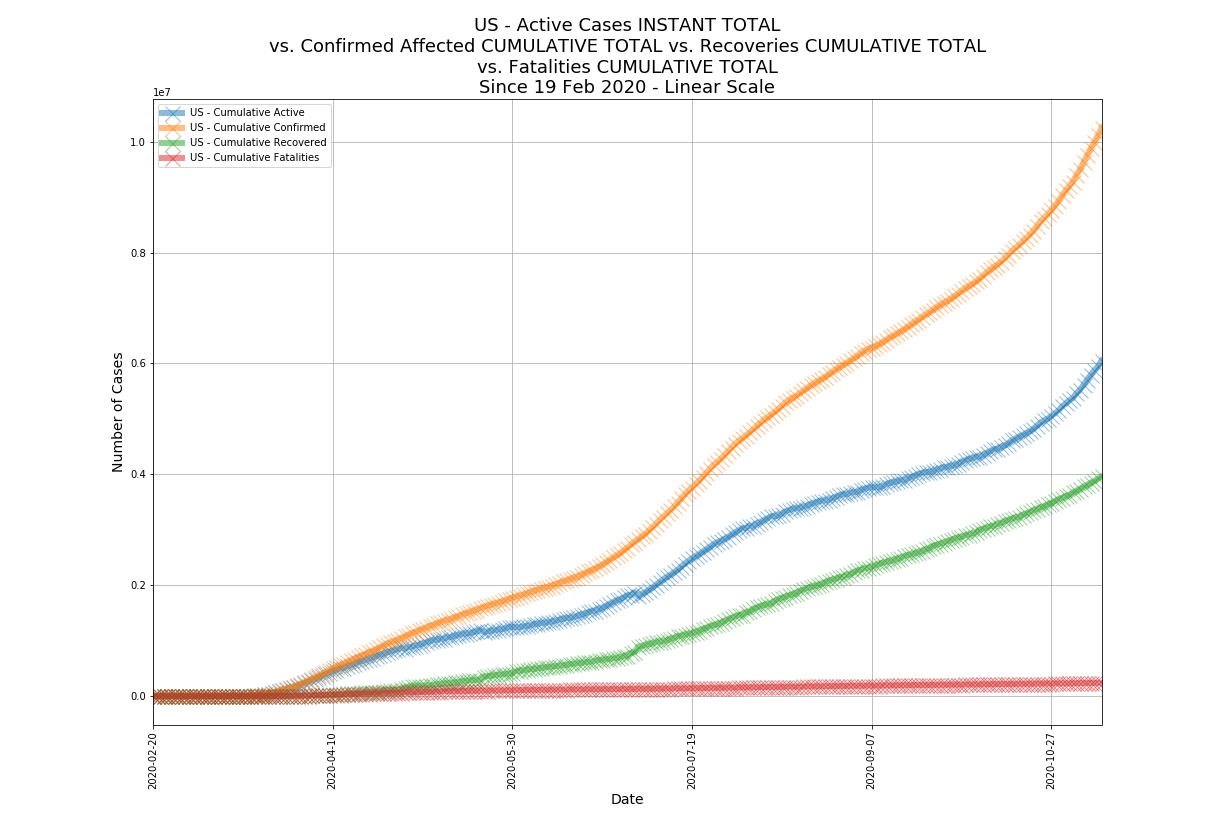 US - Active Cases INSTANT TOTAL
vs. Confirmed Affected CUMULATIVE TOTAL vs. Recoveries CUMULATIVE TOTAL
vs. Fatalities CUMULATIVE TOTAL
Since 19 Feb 2020 - Linear Scale
1e7
US - Cumulative Active
US - Cumulative Confirmed
US - Cumulative Recovered
US - Cumulative Fatalities
1.0
0.8
0.6
0.4
0.2
0.0
Number of Cases
2020-02-20
2020-04-10
2020-05-30
2020-07-19
2020-09-07
2020-10-27
Date